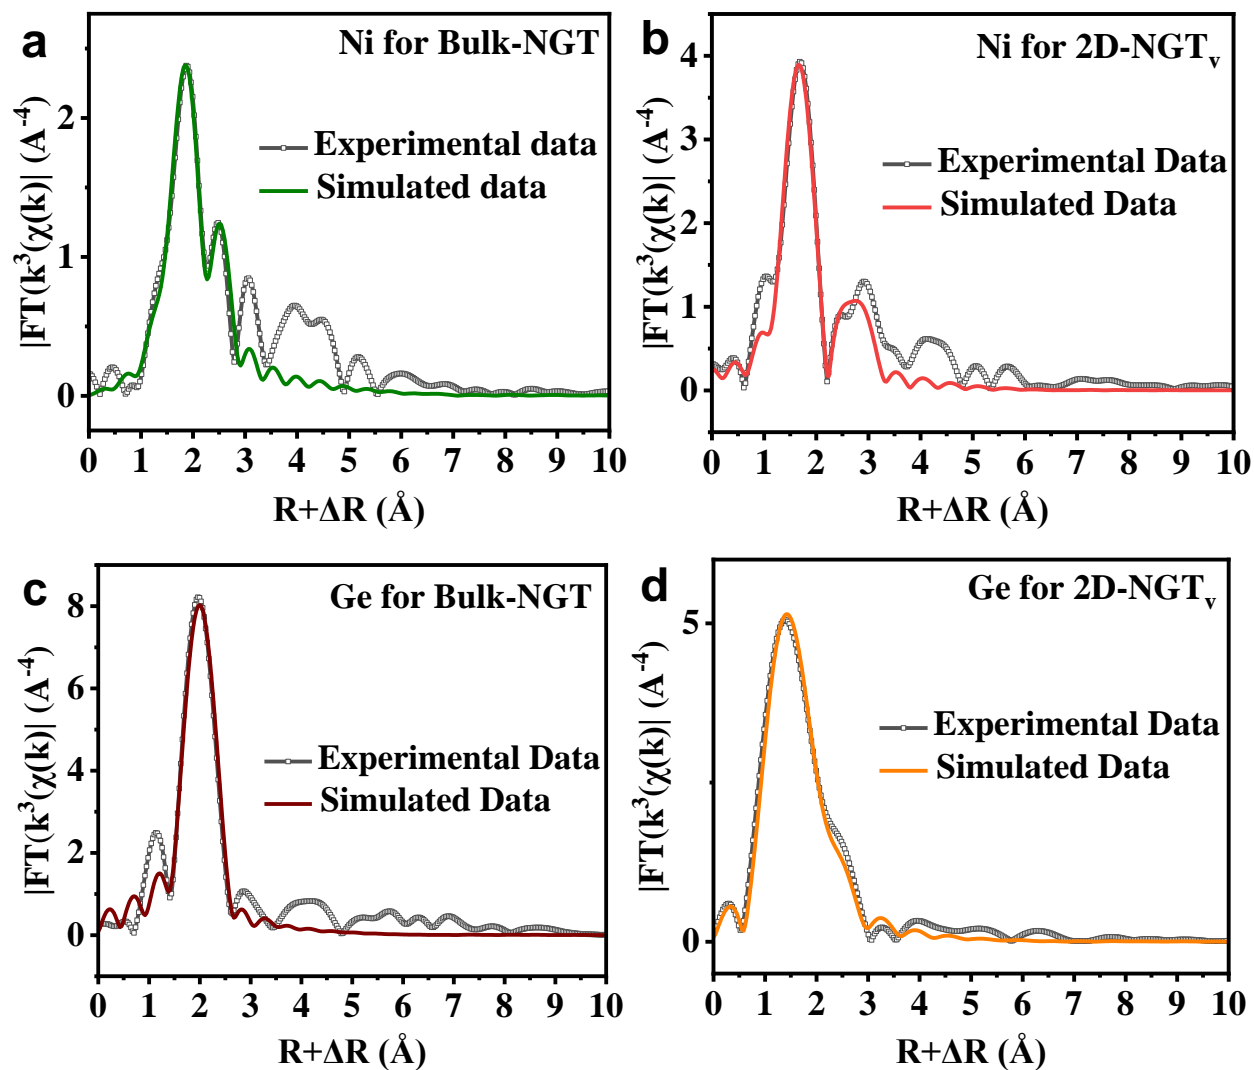 a
Ni for Bulk-NGT
|FT(k³(χ(k)| (A⁻⁴)
2
1
0
Experimental data
Simulated data
0 1 2 3 4 5 6 7 8 9 10
R+ΔR (Å)
b
Ni for 2D-NGTᵥ
|FT(k³(χ(k)| (A⁻⁴)
4
3
2
1
0
Experimental Data
Simulated Data
0 1 2 3 4 5 6 7 8 9 10
R+ΔR (Å)
c
Ge for Bulk-NGT
|FT(k³(χ(k)| (A⁻⁴)
8
6
4
2
0
Experimental Data
Simulated Data
0 1 2 3 4 5 6 7 8 9 10
R+ΔR (Å)
d
Ge for 2D-NGTᵥ
|FT(k³(χ(k)| (A⁻⁴)
5
0
Experimental Data
Simulated Data
0 1 2 3 4 5 6 7 8 9 10
R+ΔR (Å)